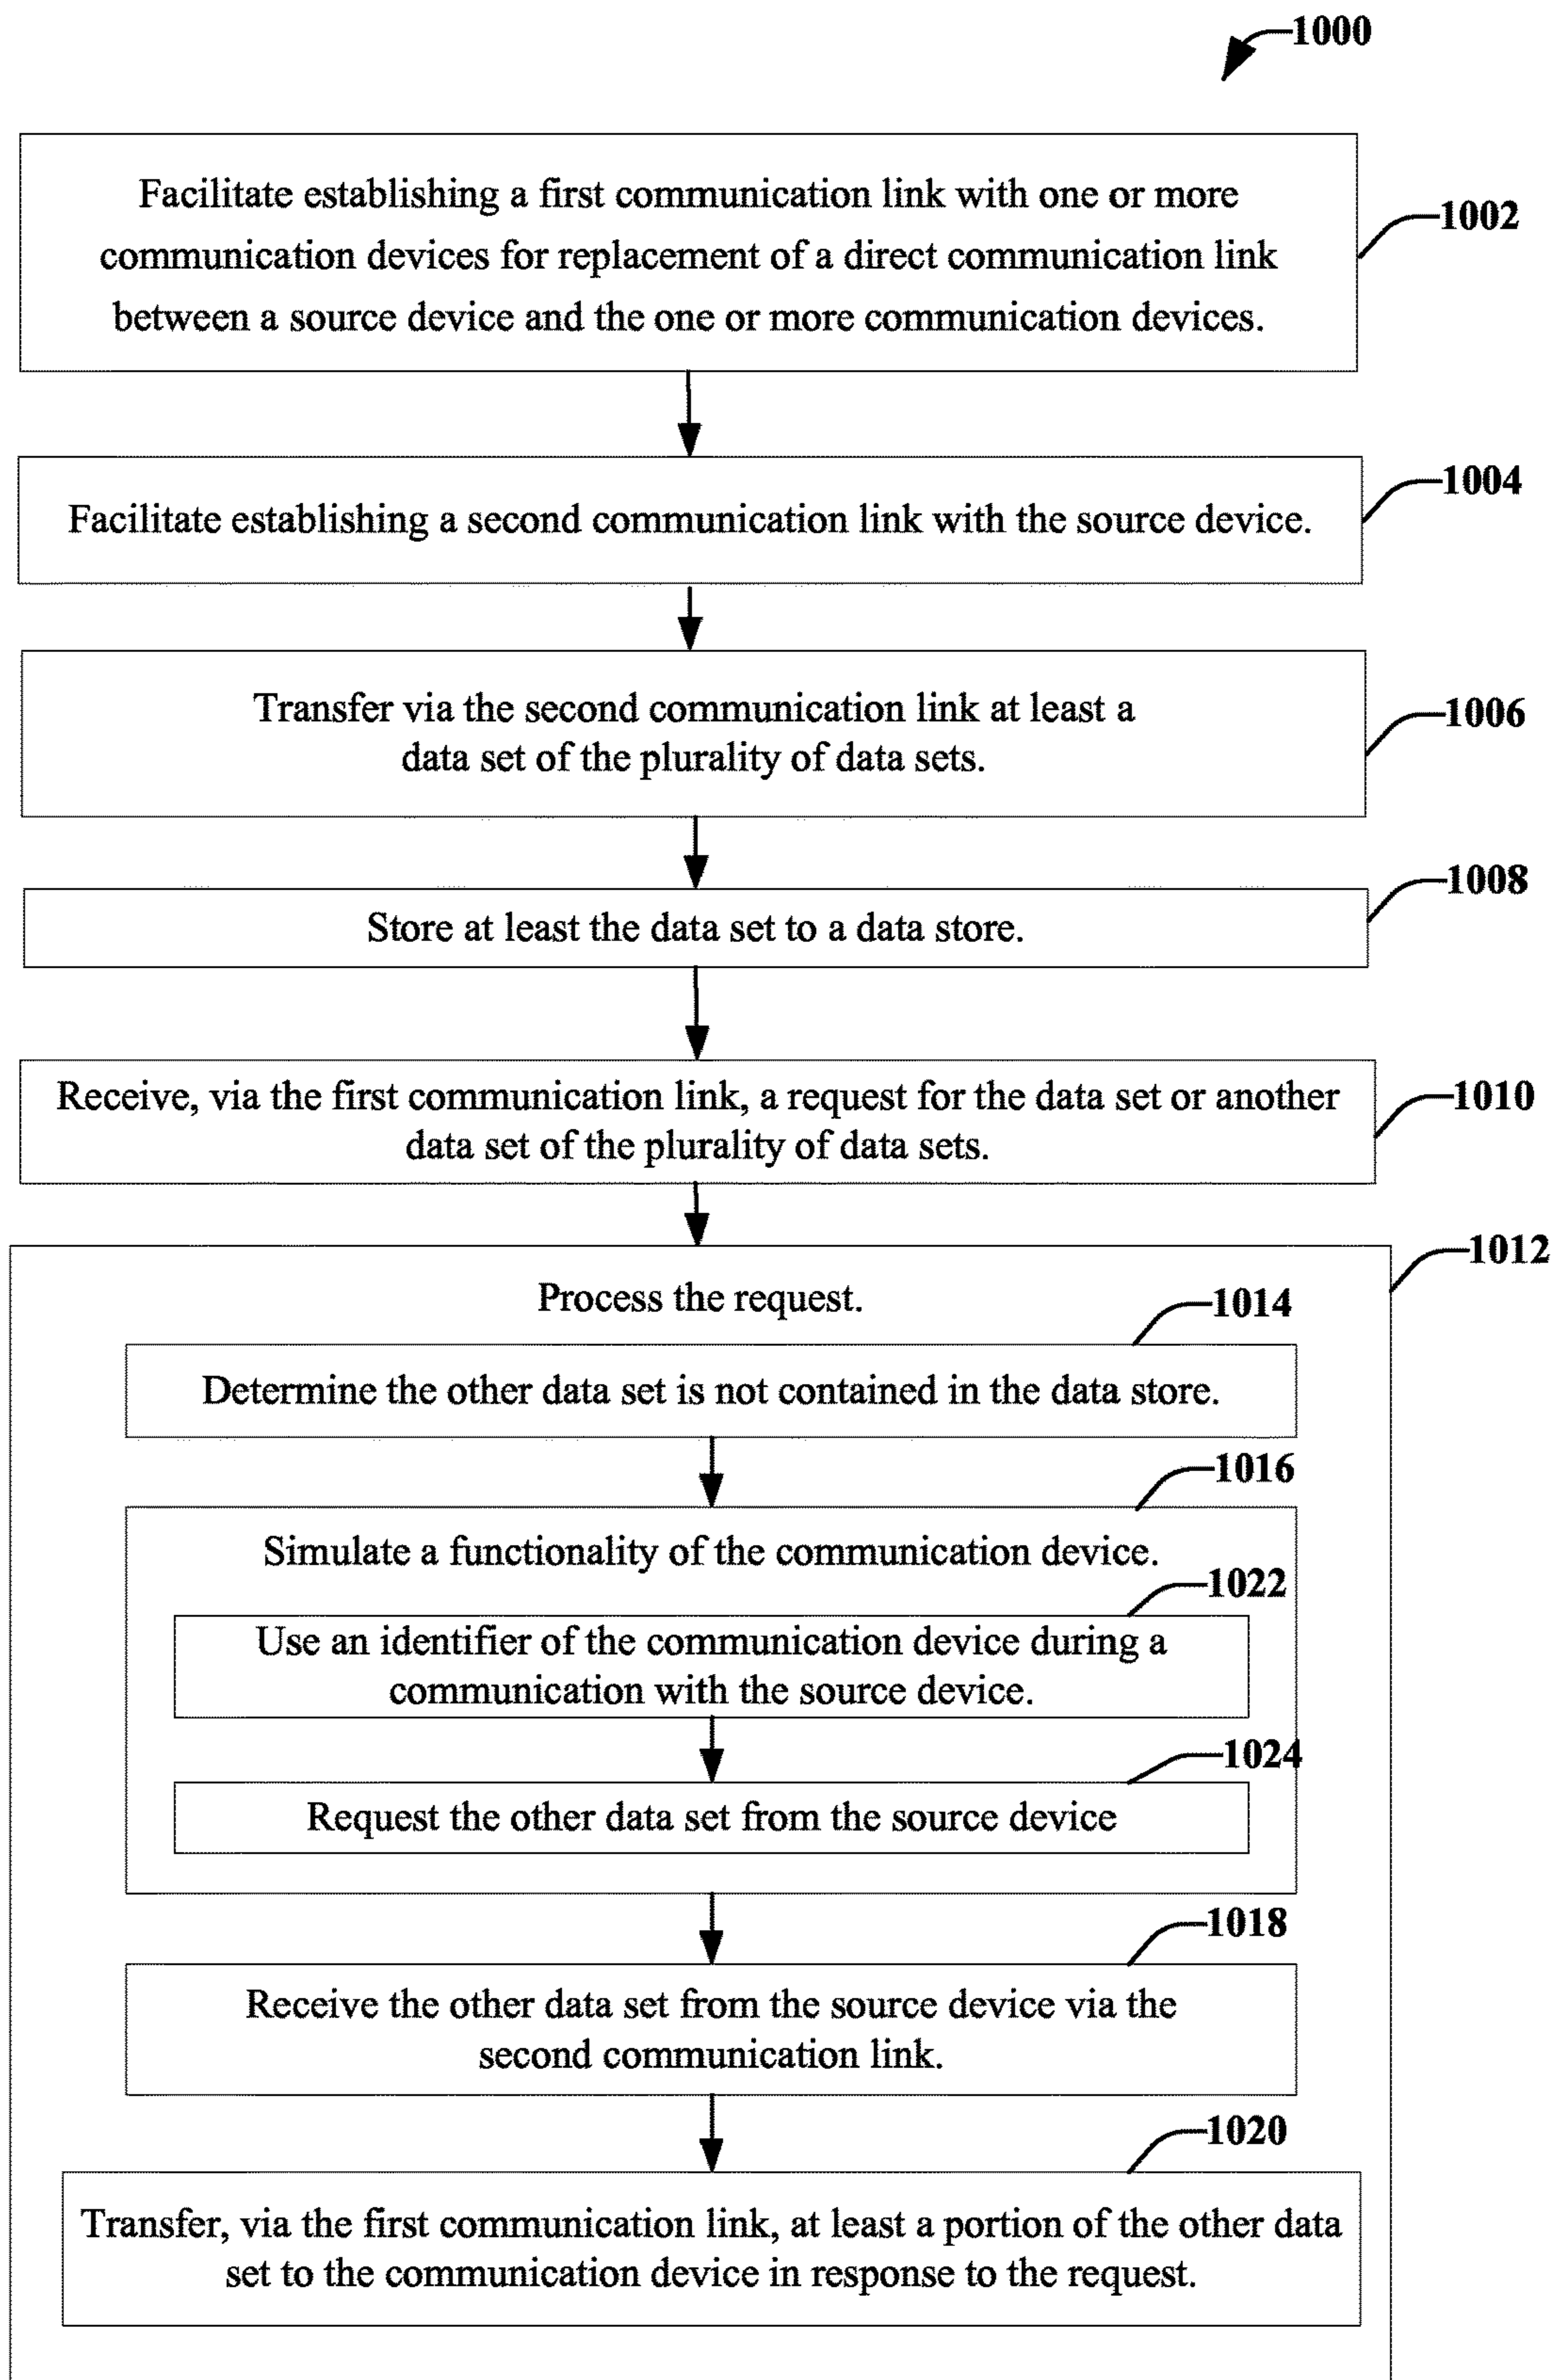 1000
Facilitate establishing a first communication link with one or more
communication devices for replacement of a direct communication link
between a source device and the one or more communication devices.
1002
Facilitate establishing a second communication link with the source device.
1004
Transfer via the second communication link at least a
data set of the plurality of data sets.
1006
Store at least the data set to a data store.
1008
Receive, via the first communication link, a request for the data set or another
data set of the plurality of data sets.
1010
1012
Process the request.
1014
Determine the other data set is not contained in the data store.
1016
Simulate a functionality of the communication device.
1022
Use an identifier of the communication device during a
communication with the source device.
1024
Request the other data set from the source device
1018
Receive the other data set from the source device via the
second communication link.
1020
Transfer, via the first communication link, at least a portion of the other data
set to the communication device in response to the request.